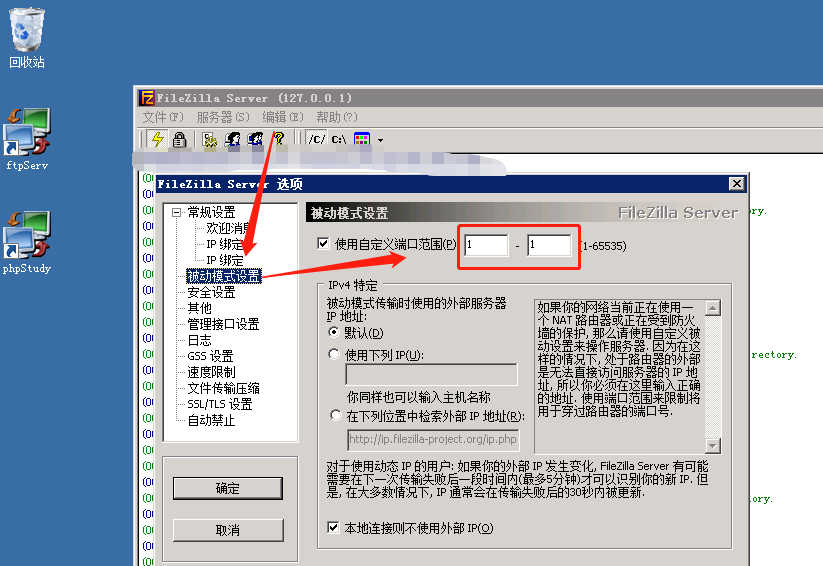 回收站
ftpServ
phpStudy
FileZilla Server (127.0.0.1)
文件(F) 服务器(S) 编辑(E) 帮助(?)
/C/ C:\
FileZilla Server 选项
常规设置
欢迎消息
IP 绑定
IP 绑定
被动模式设置
安全设置
其他
管理接口设置
日志
GSS 设置
速度限制
文件传输压缩
SSL/TLS 设置
自动禁止
确定
取消
被动模式设置
FileZilla Server
使用自定义端口范围(P) 1 - 1 (1-65535)
IPv4 特定
被动模式传输时使用的外部服务器
IP 地址:
默认(D)
使用下列 IP(U):
你同样也可以输入主机名称
在下列位置中检索外部 IP 地址(R):
http://ip.filezilla-project.org/ip.php
如果你的网络当前正在使用一
个 NAT 路由器或正在受到防火
墙的保护, 那么请使用自定义被
动设置来操作服务器. 因为在这
样的情况下, 处于路由器的外部
是无法直接访问服务器的 IP 地
址, 所以你必须在这里输入正确
的地址. 使用端口范围来限制将
用于穿过路由器的端口号.
对于使用动态 IP 的用户: 如果你的外部 IP 发生变化, FileZilla Server 有可能
需要在下一次传输失败后一段时间内(最多5分钟)才可以识别你的新 IP. 但
是, 在大多数情况下, IP 通常会在传输失败后的30秒内被更新.
本地连接则不使用外部 IP(O)
ry.
rectory.
ory.